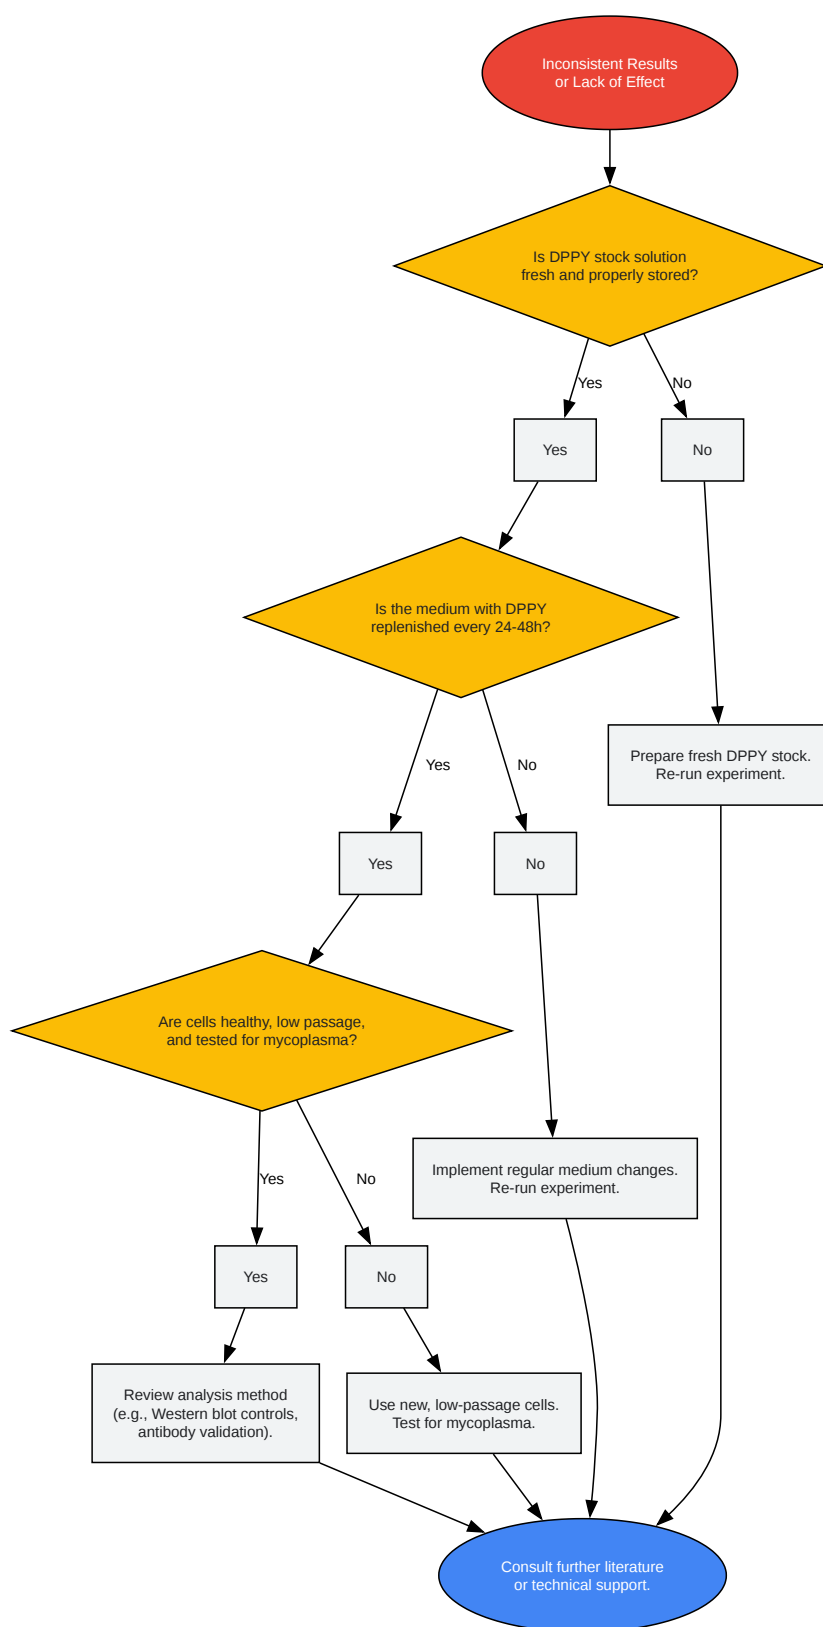 Inconsistent Results
or Lack of Effect
Is DPPY stock solution
fresh and properly stored?
Yes
No
Yes
No
Is the medium with DPPY
replenished every 24-48h?
Prepare fresh DPPY stock.
Re-run experiment.
Yes
No
Yes
No
Are cells healthy, low passage,
and tested for mycoplasma?
Implement regular medium changes.
Re-run experiment.
Yes
No
Yes
No
Review analysis method
(e.g., Western blot controls,
antibody validation).
Use new, low-passage cells.
Test for mycoplasma.
Consult further literature
or technical support.